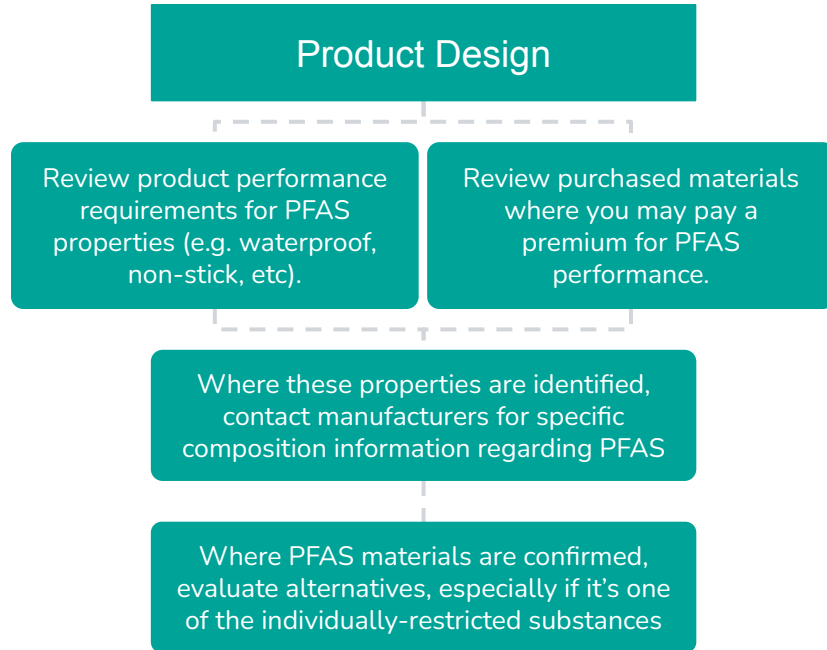 Product Design
Review product performance
requirements for PFAS
properties (e.g. waterproof,
non-stick, etc).
Review purchased materials
where you may pay a
premium for PFAS
performance.
Where these properties are identified,
contact manufacturers for specific
composition information regarding PFAS
Where PFAS materials are confirmed,
evaluate alternatives, especially if it’s one
of the individually-restricted substances